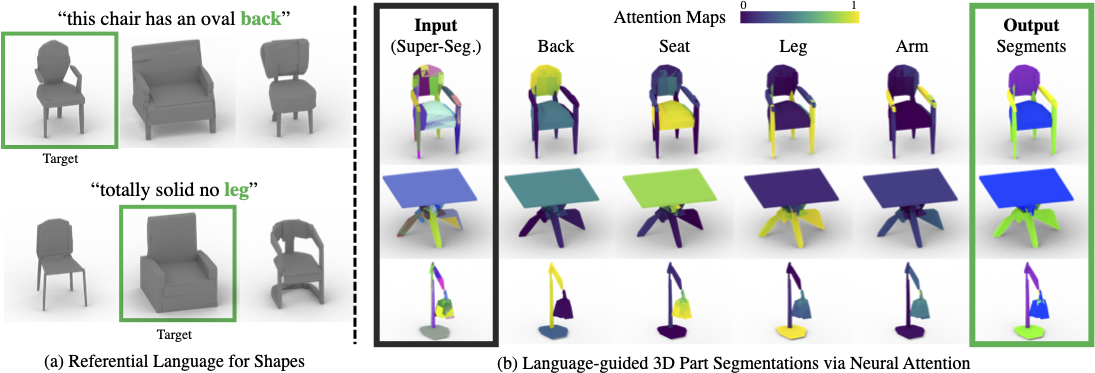 “this chair has an oval back”
Target
“totally solid no leg”
Target
(a) Referential Language for Shapes
Attention Maps
0
1
Input
(Super-Seg.)
Back
Seat
Leg
Arm
Output
Segments
(b) Language-guided 3D Part Segmentations via Neural Attention